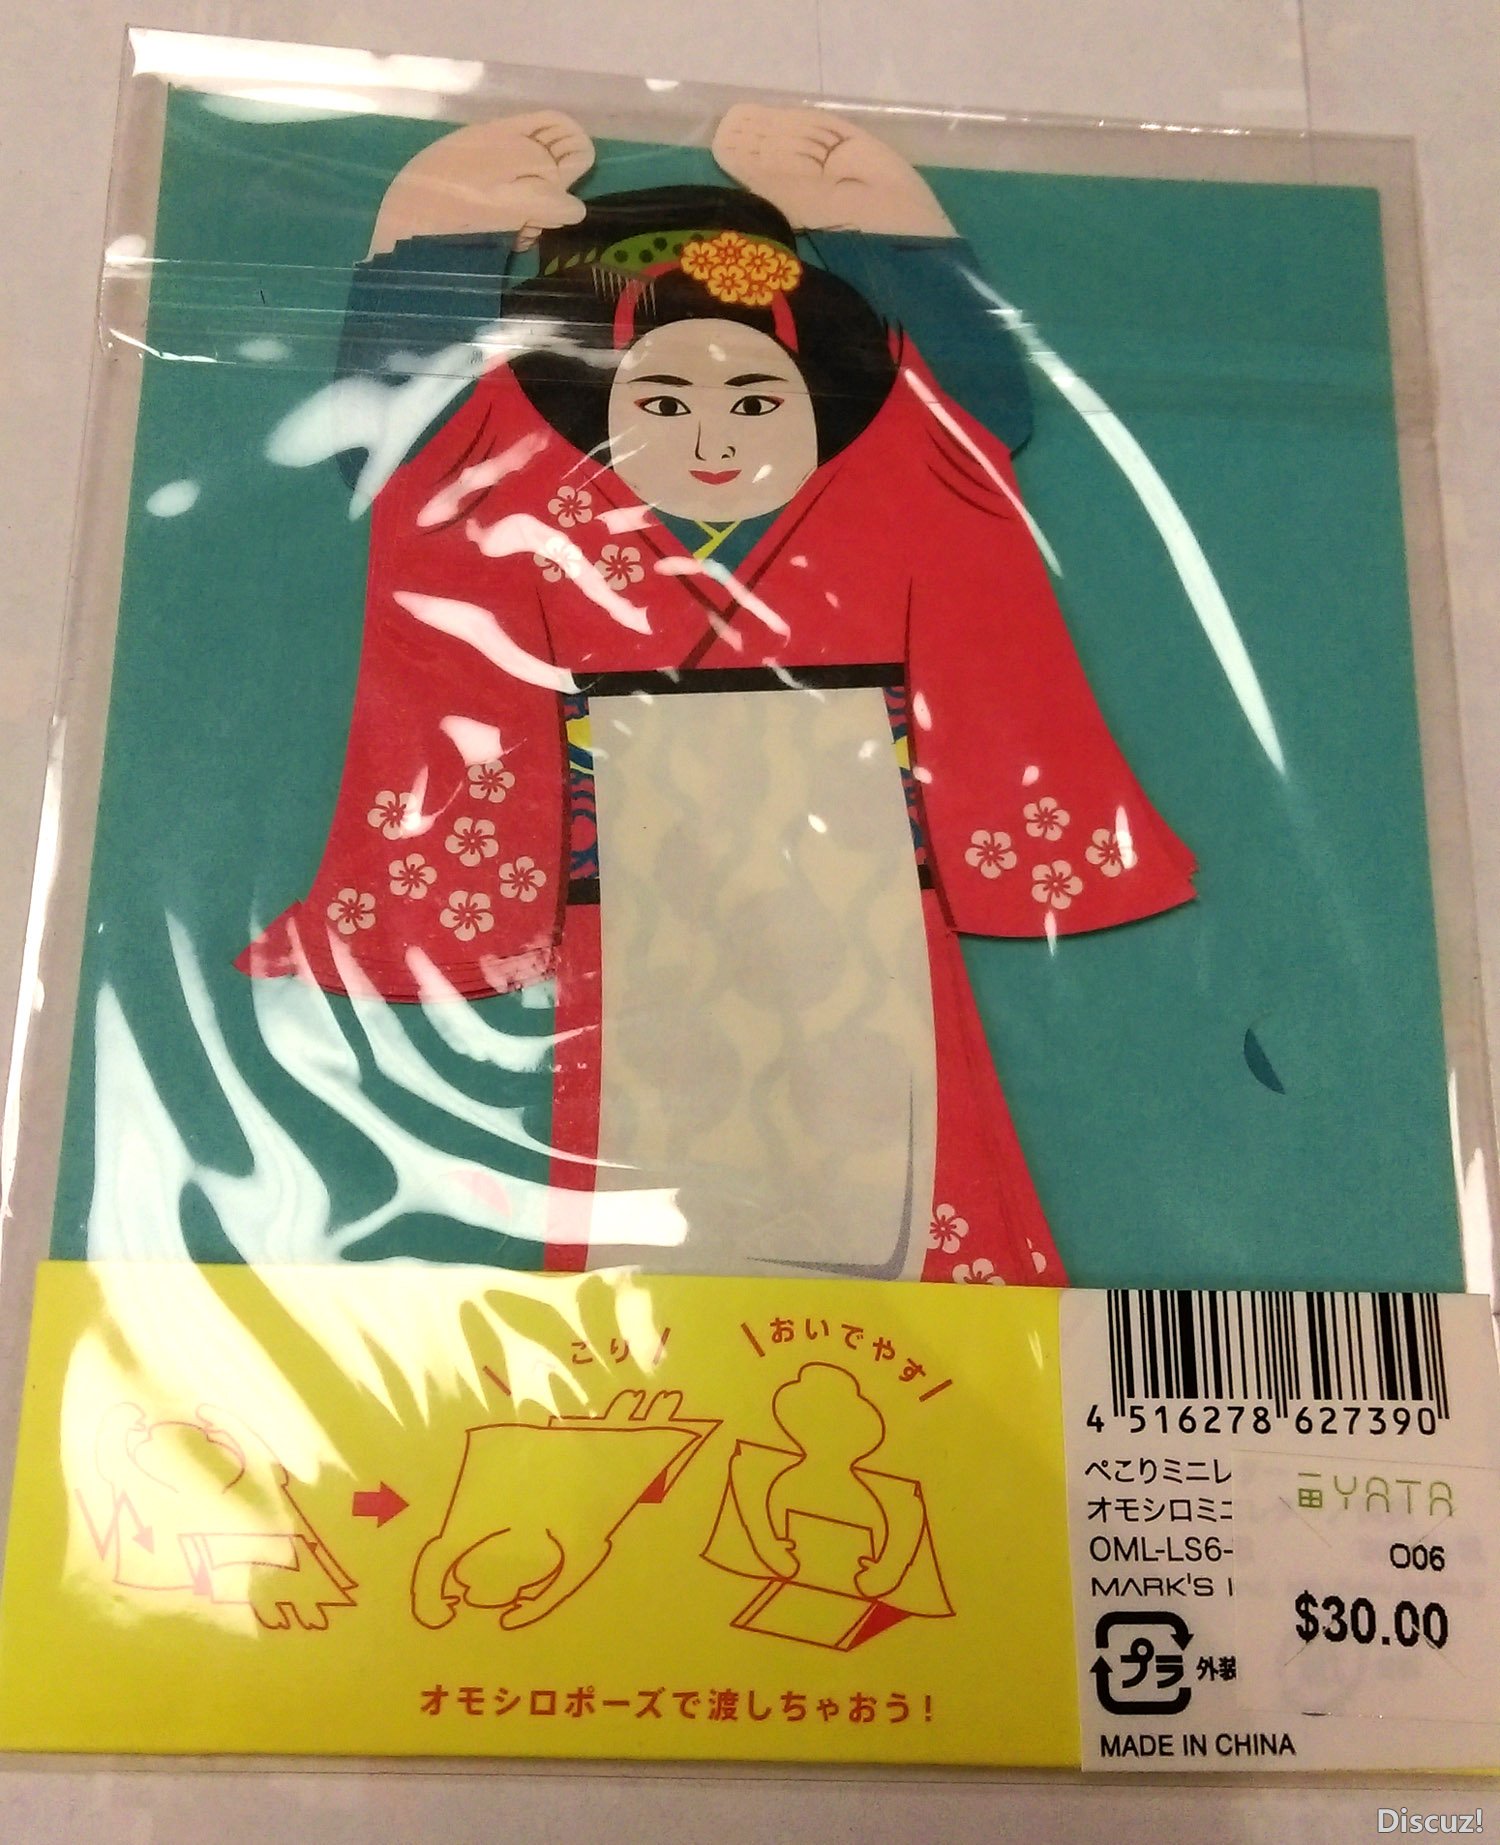 こり
おいでやす
オモシロポーズで渡しちゃおう！
4 516278 627390
ぺこりミニレ
オモシロミニ
OML-LS6-
MARK'S
一田YATA
006
$30.00
プラ
外装
MADE IN CHINA
Discuz!